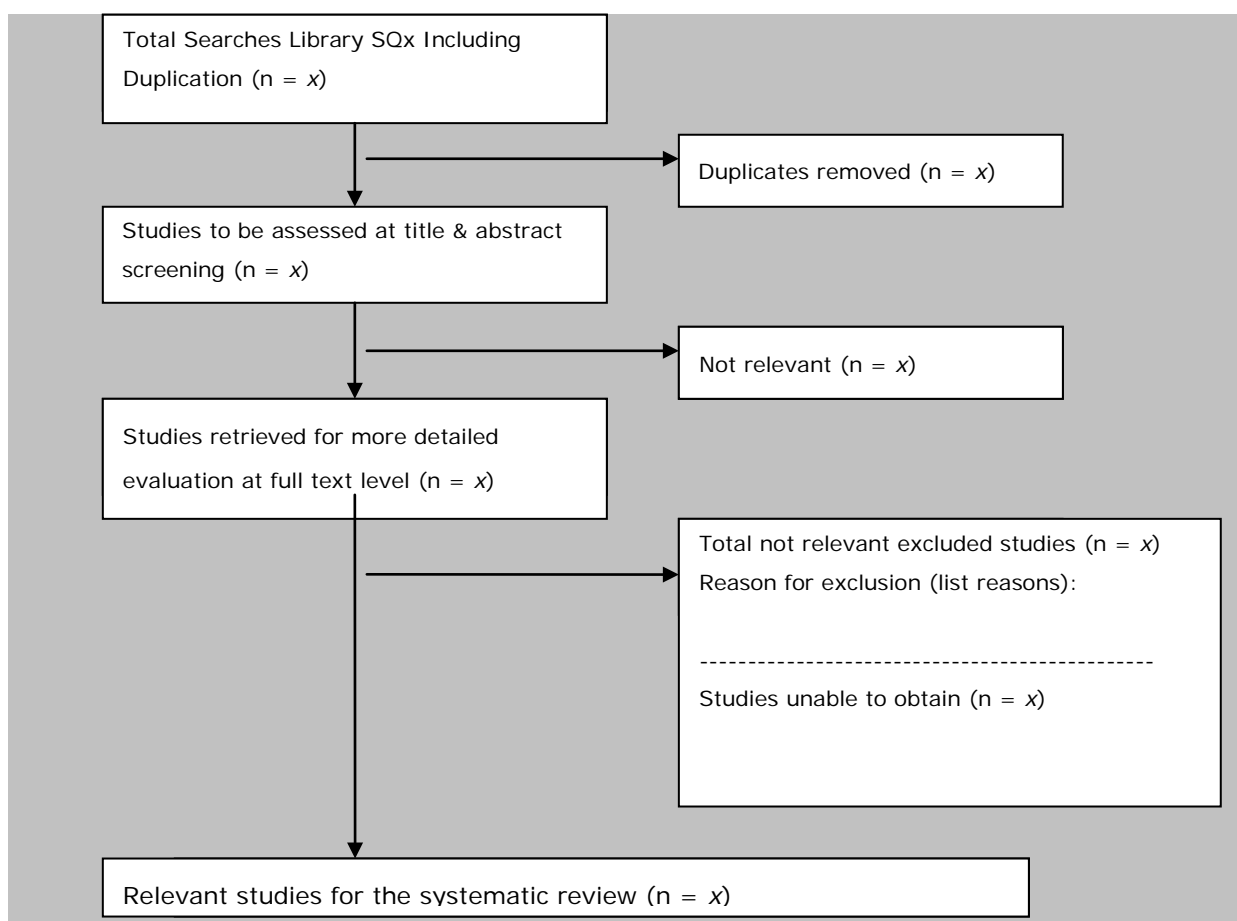 Total Searches Library SQx Including
Duplication (n = x)
Duplicates removed (n = x)
Studies to be assessed at title & abstract
screening (n = x)
Not relevant (n = x)
Studies retrieved for more detailed
evaluation at full text level (n = x)
Total not relevant excluded studies (n = x)
Reason for exclusion (list reasons):
-----------------------------------------------
Studies unable to obtain (n = x)
Relevant studies for the systematic review (n = x)